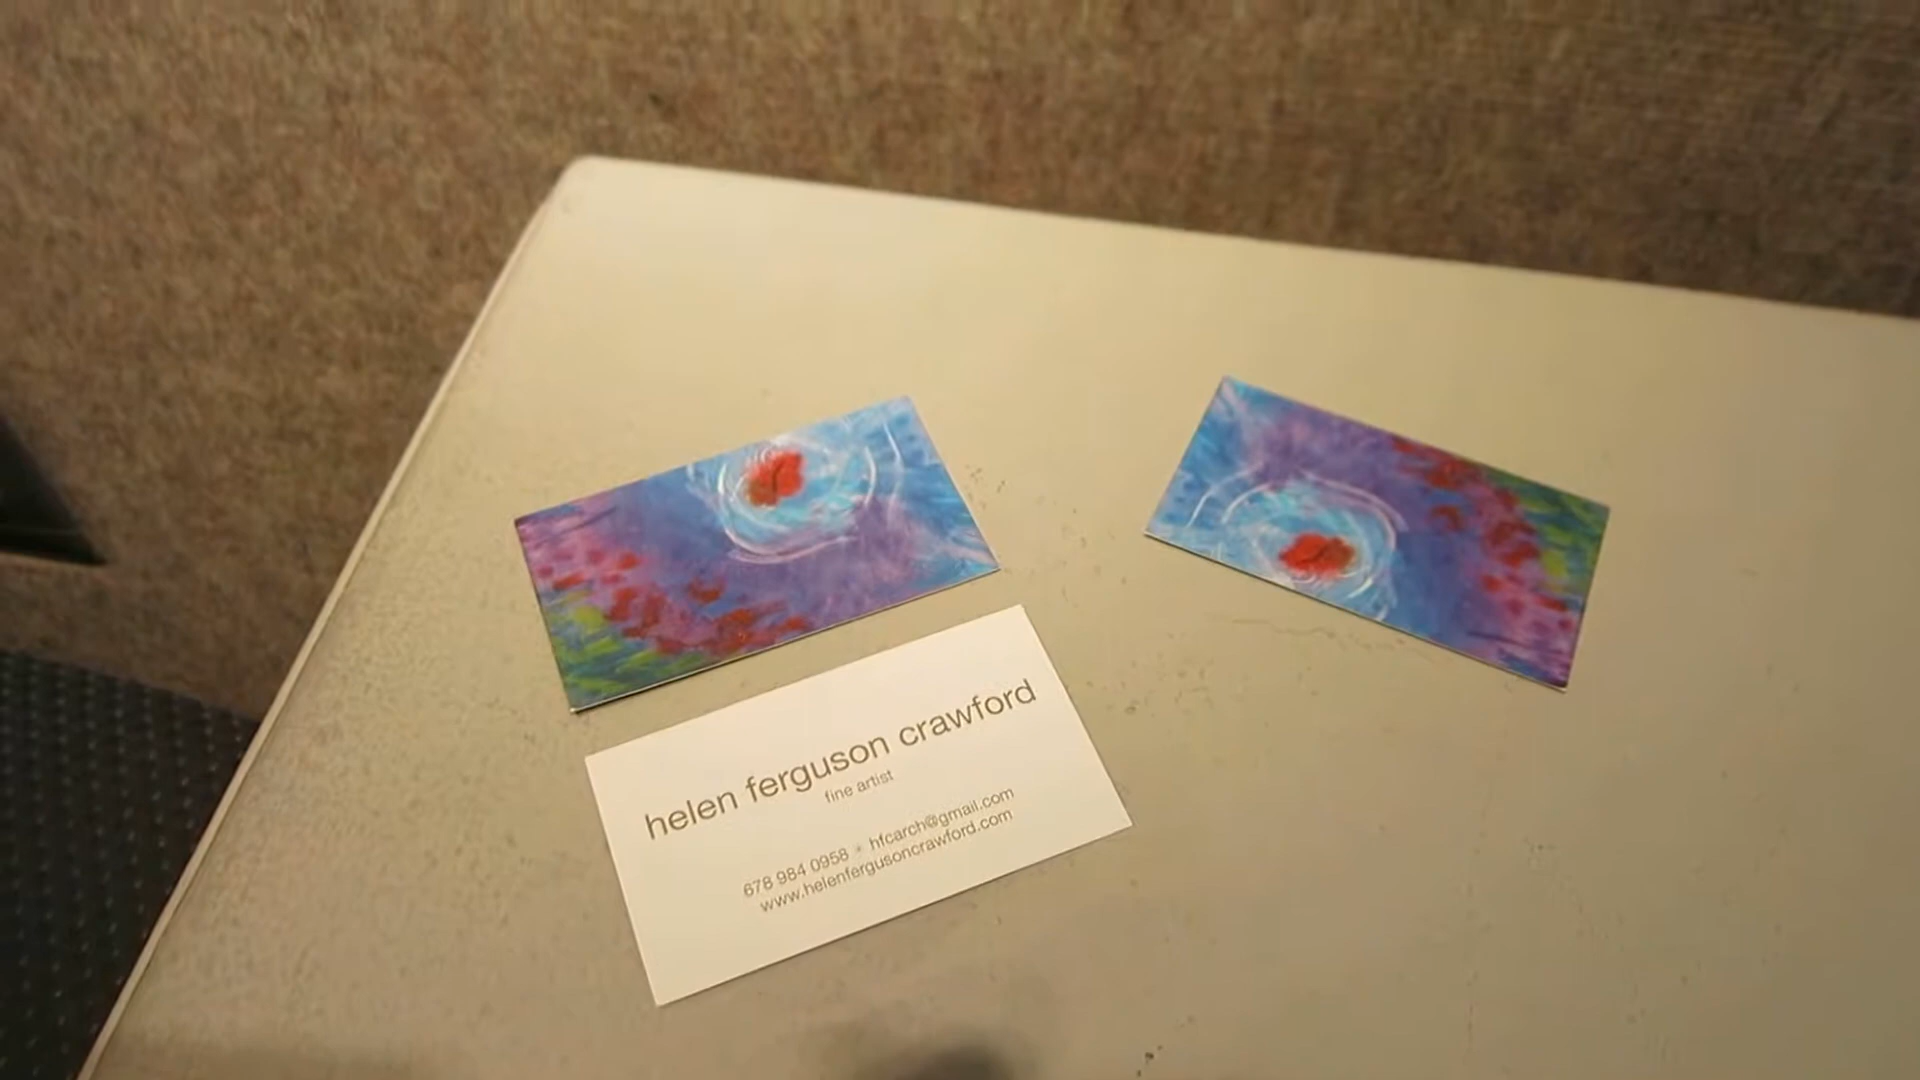 helen ferguson crawford
fine artist
678 984 0958 • hfcarch@gmail.com
www.helenfergusoncrawford.com